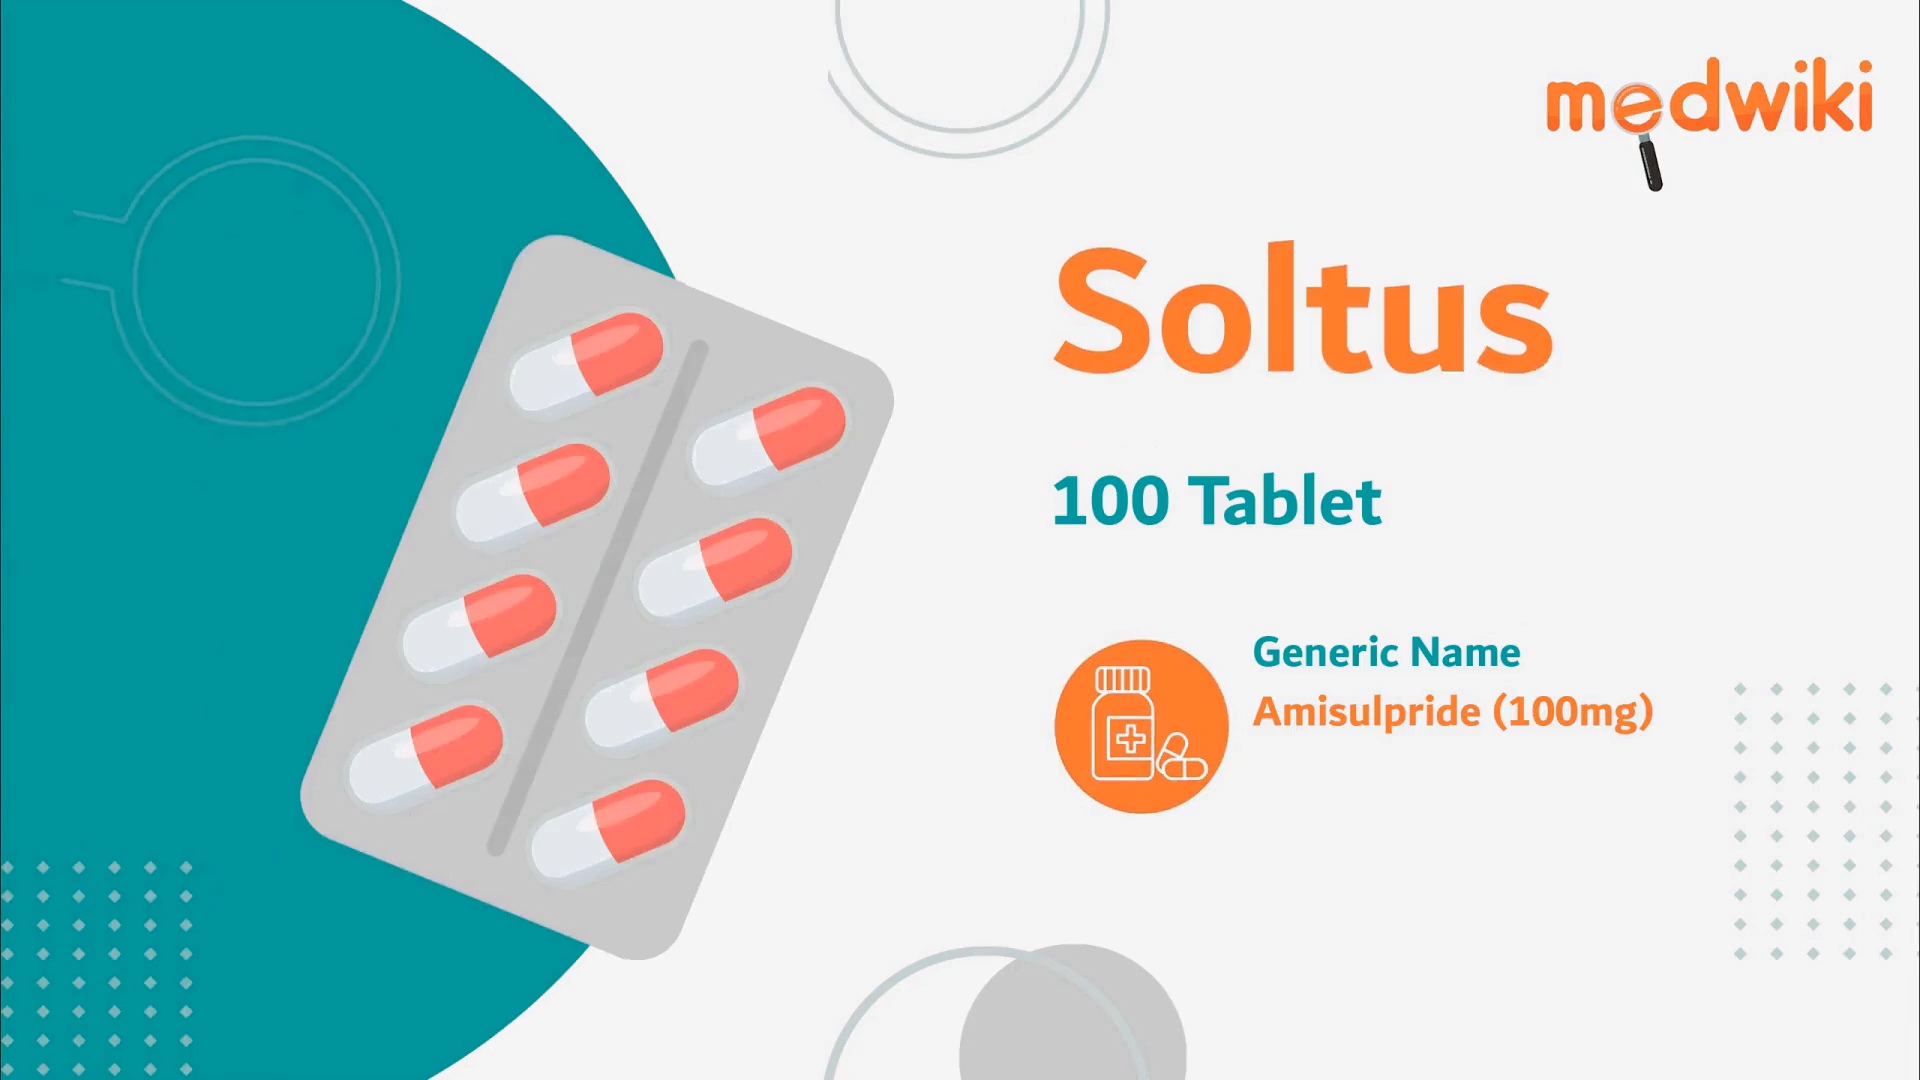 medwiki
Soltus
100 Tablet
Generic Name
Amisulpride (100mg)